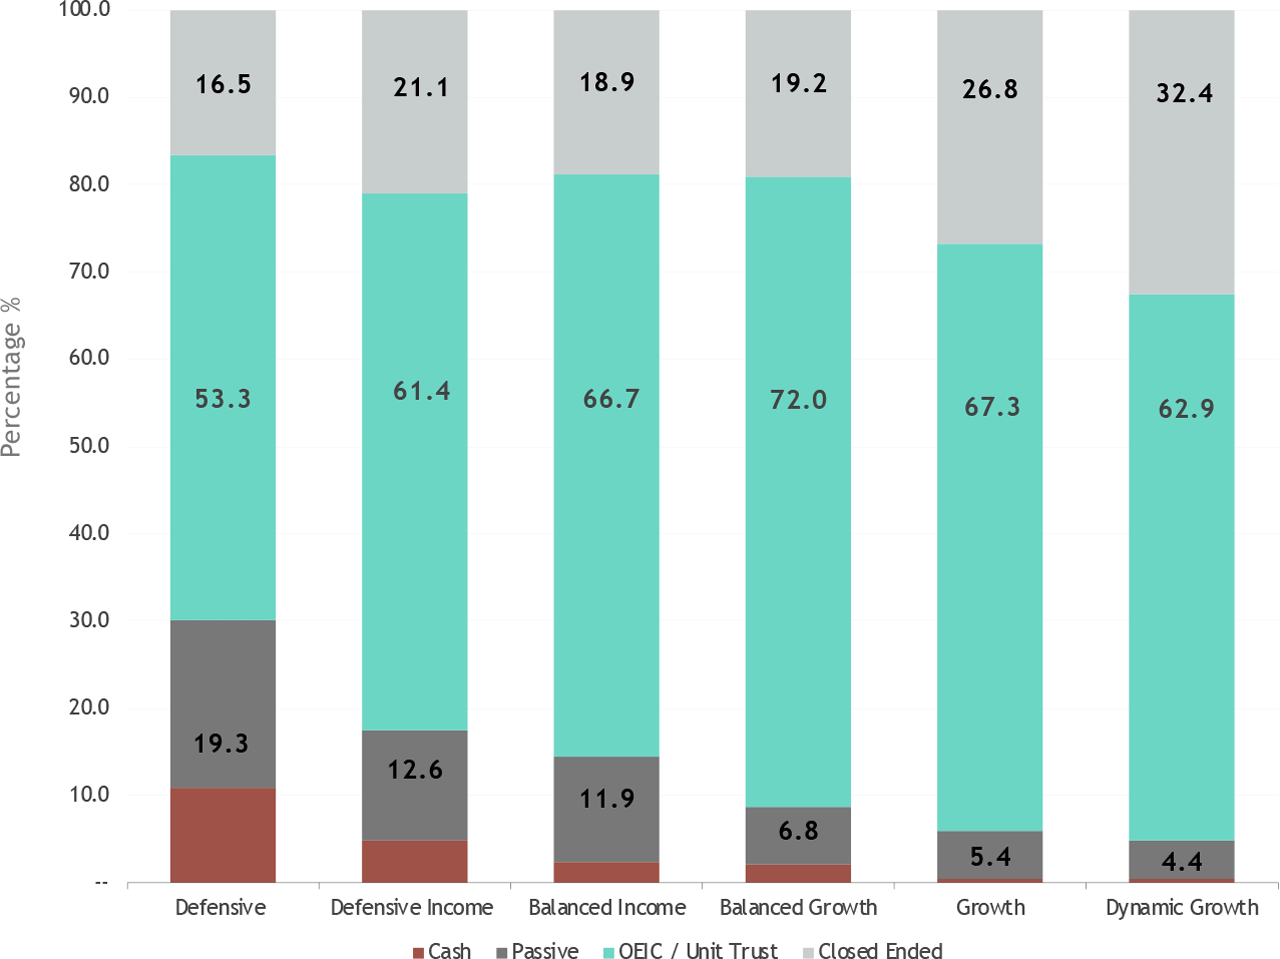 100.0
90.0
80.0
70.0
60.0
50.0
40.0
30.0
20.0
10.0
--
Percentage %
16.5 21.1 18.9 19.2 26.8 32.4
53.3 61.4 66.7 72.0 67.3 62.9
19.3 12.6 11.9 6.8 5.4 4.4
Defensive Defensive Income Balanced Income Balanced Growth Growth Dynamic Growth
Cash Passive OEIC / Unit Trust Closed Ended